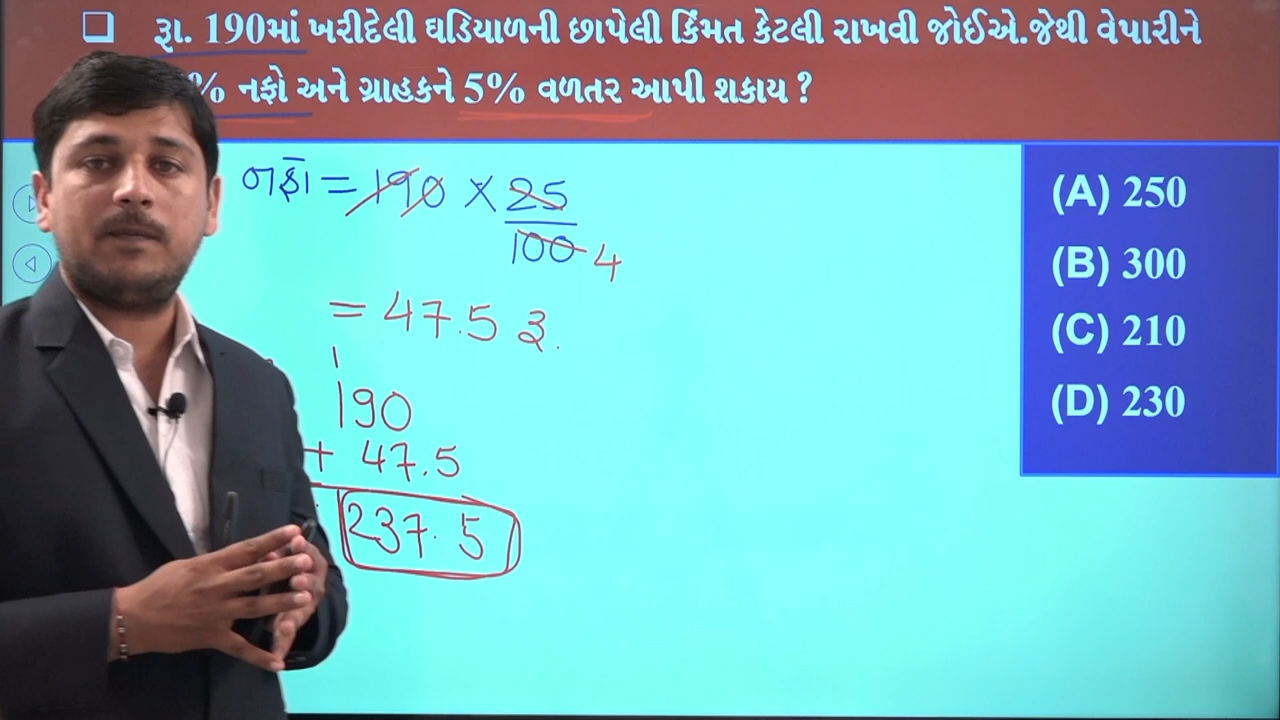 રૂા. 190માં ખરીદેલી ઘડિયાળની છાપેલી કિંમત કેટલી રાખવી જોઈએ.જેથી વેપારીને
% નફો અને ગ્રાહકને 5% વળતર આપી શકાય ?
નફો = 190 × 25
100 4
= 47.5 રૂ.
1
190
+ 47.5
237.5
(A) 250
(B) 300
(C) 210
(D) 230